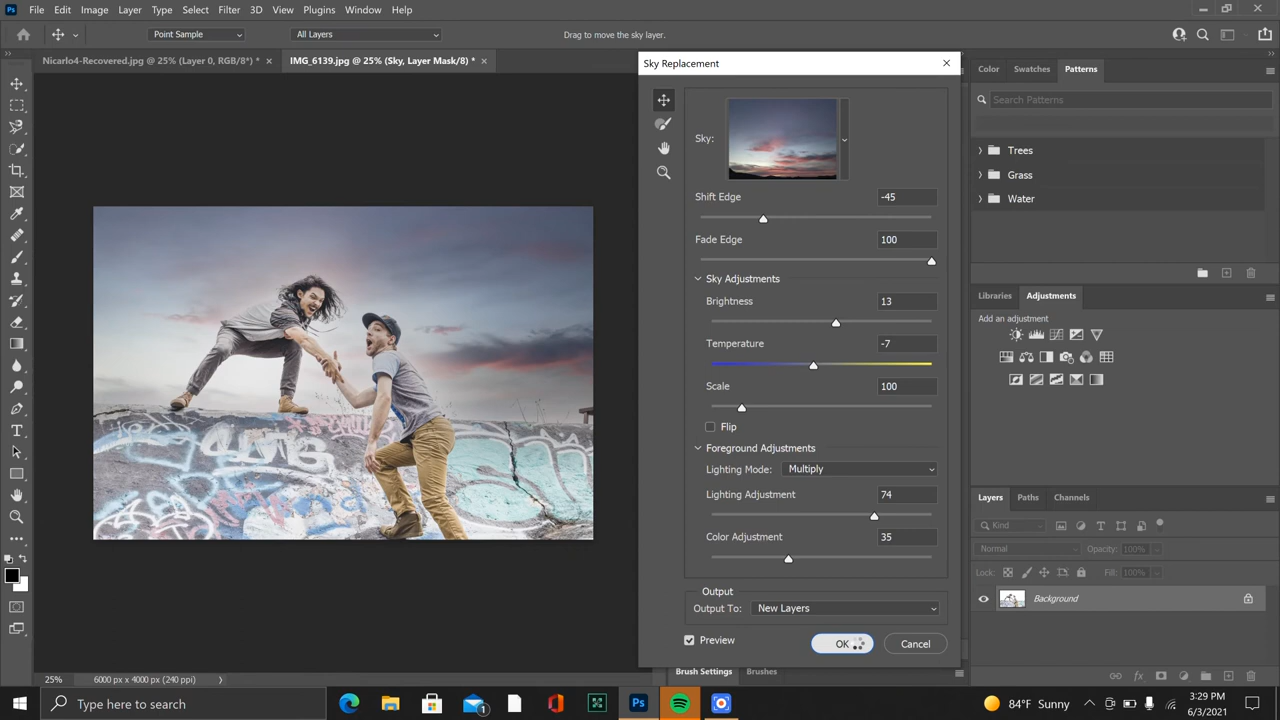 Ps File Edit Image Layer Type Select Filter 3D View Plugins Window Help
Point Sample All Layers Drag to move the sky layer.
Nicarlo4-Recovered.jpg @ 25% (Layer 0, RGB/8*) * × IMG_6139.jpg @ 25% (Sky, Layer Mask/8) * ×
Sky Replacement
Sky:
Shift Edge -45
Fade Edge 100
Sky Adjustments
Brightness 13
Temperature -7
Scale 100
Flip
Foreground Adjustments
Lighting Mode: Multiply
Lighting Adjustment 74
Color Adjustment 35
Output
Output To: New Layers
Preview OK Cancel
Color Swatches Patterns
Search Patterns
Trees
Grass
Water
Libraries Adjustments
Add an adjustment
Layers Paths Channels
Kind
Normal Opacity: 100%
Lock: Fill: 100%
Background
25% 6000 px x 4000 px (240 ppi)
Brush Settings Brushes
Type here to search
1
Ps
84°F Sunny
3:29 PM
6/3/2021